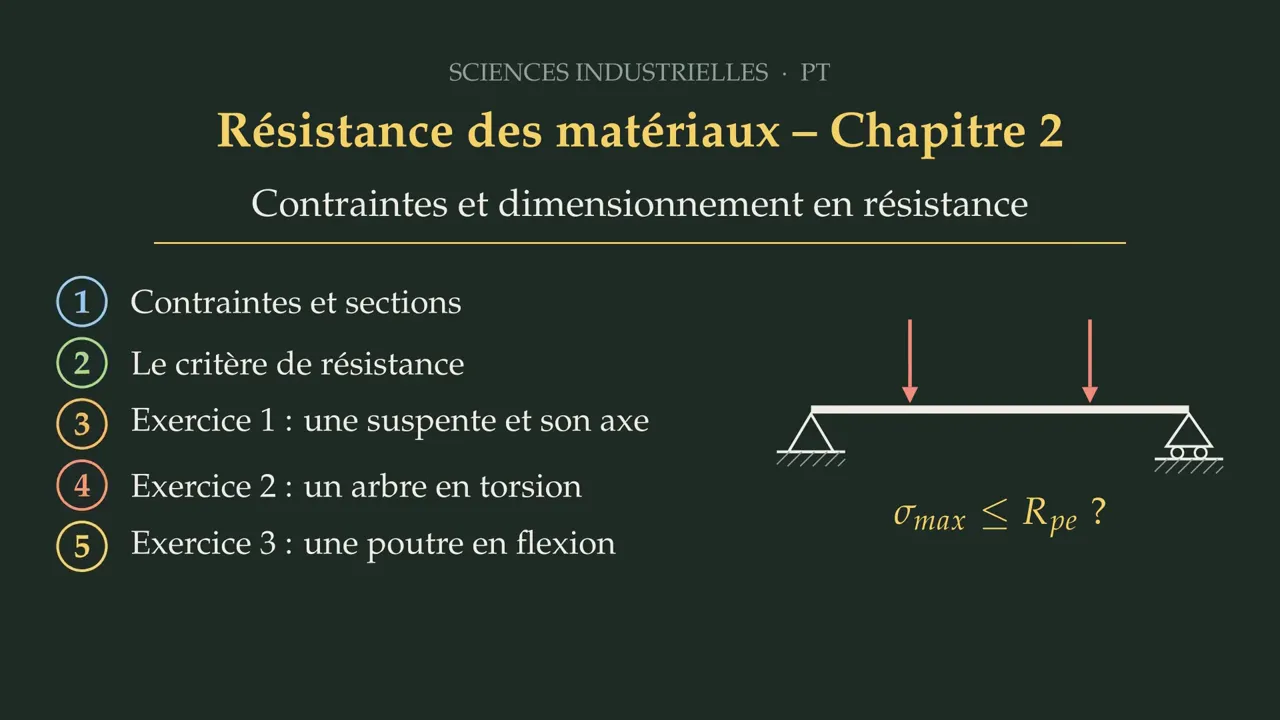 SCIENCES INDUSTRIELLES · PT
Résistance des matériaux – Chapitre 2
Contraintes et dimensionnement en résistance
1 Contraintes et sections
2 Le critère de résistance
3 Exercice 1 : une suspente et son axe
4 Exercice 2 : un arbre en torsion
5 Exercice 3 : une poutre en flexion
σ_max ≤ R_pe ?